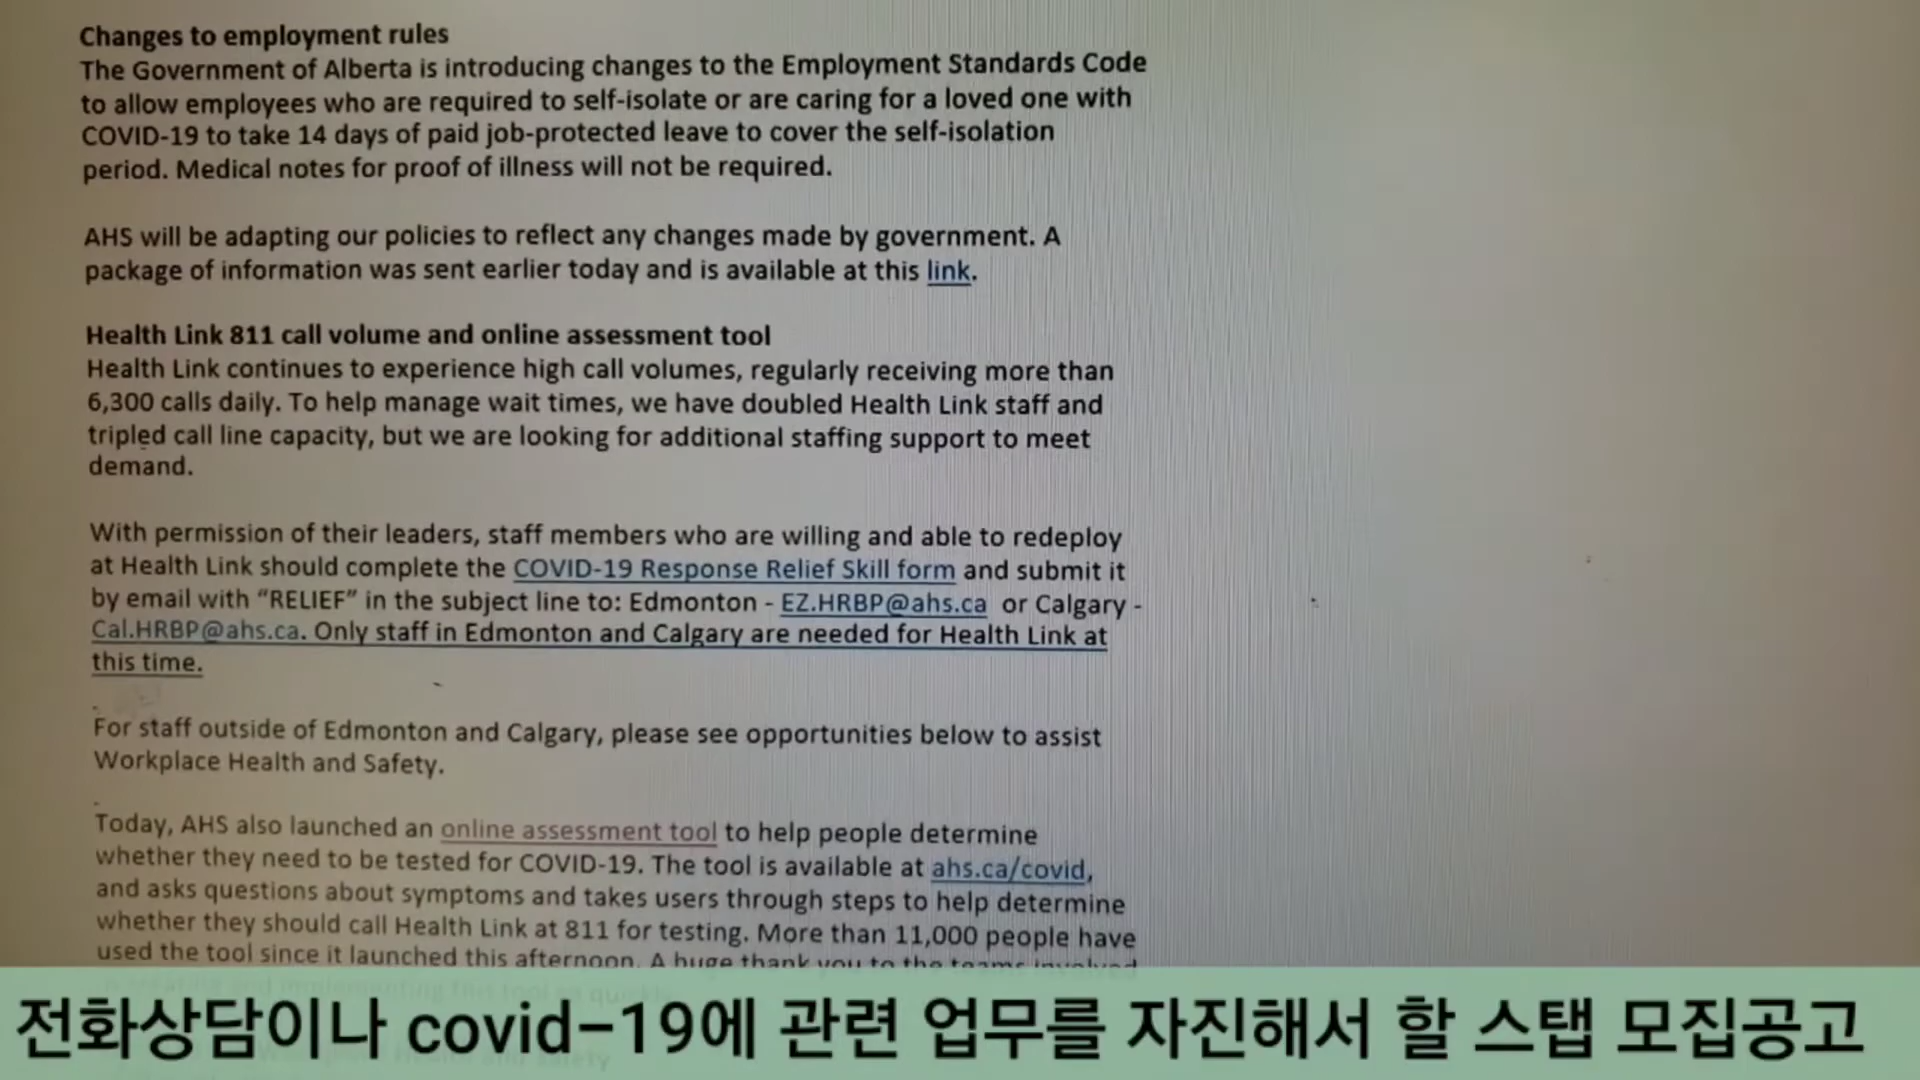 Changes to employment rules
The Government of Alberta is introducing changes to the Employment Standards Code
to allow employees who are required to self-isolate or are caring for a loved one with
COVID-19 to take 14 days of paid job-protected leave to cover the self-isolation
period. Medical notes for proof of illness will not be required.
AHS will be adapting our policies to reflect any changes made by government. A
package of information was sent earlier today and is available at this link.
Health Link 811 call volume and online assessment tool
Health Link continues to experience high call volumes, regularly receiving more than
6,300 calls daily. To help manage wait times, we have doubled Health Link staff and
tripled call line capacity, but we are looking for additional staffing support to meet
demand.
With permission of their leaders, staff members who are willing and able to redeploy
at Health Link should complete the COVID-19 Response Relief Skill form and submit it
by email with “RELIEF” in the subject line to: Edmonton - EZ.HRBP@ahs.ca or Calgary -
Cal.HRBP@ahs.ca. Only staff in Edmonton and Calgary are needed for Health Link at
this time.
For staff outside of Edmonton and Calgary, please see opportunities below to assist
Workplace Health and Safety.
Today, AHS also launched an online assessment tool to help people determine
whether they need to be tested for COVID-19. The tool is available at ahs.ca/covid,
and asks questions about symptoms and takes users through steps to help determine
whether they should call Health Link at 811 for testing. More than 11,000 people have
used the tool since it launched this afternoon. A huge thank you to the teams involved
전화상담이나 covid-19에 관련 업무를 자진해서 할 스탭 모집공고